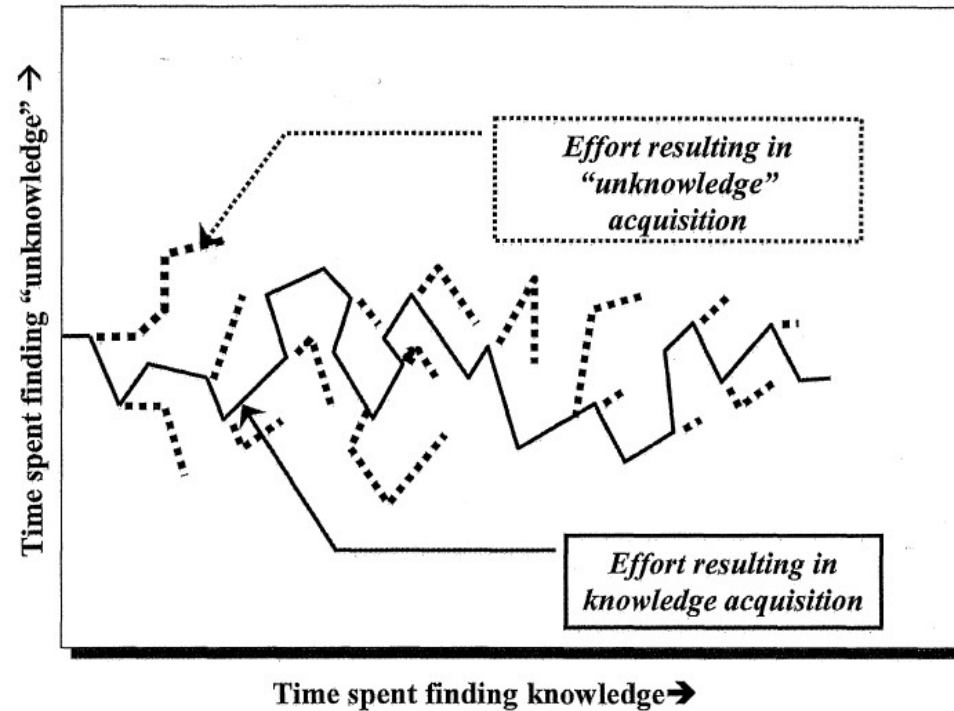 Time spent finding “unknowledge” →
Effort resulting in
“unknowledge”
acquisition
Effort resulting in
knowledge acquisition
Time spent finding knowledge→